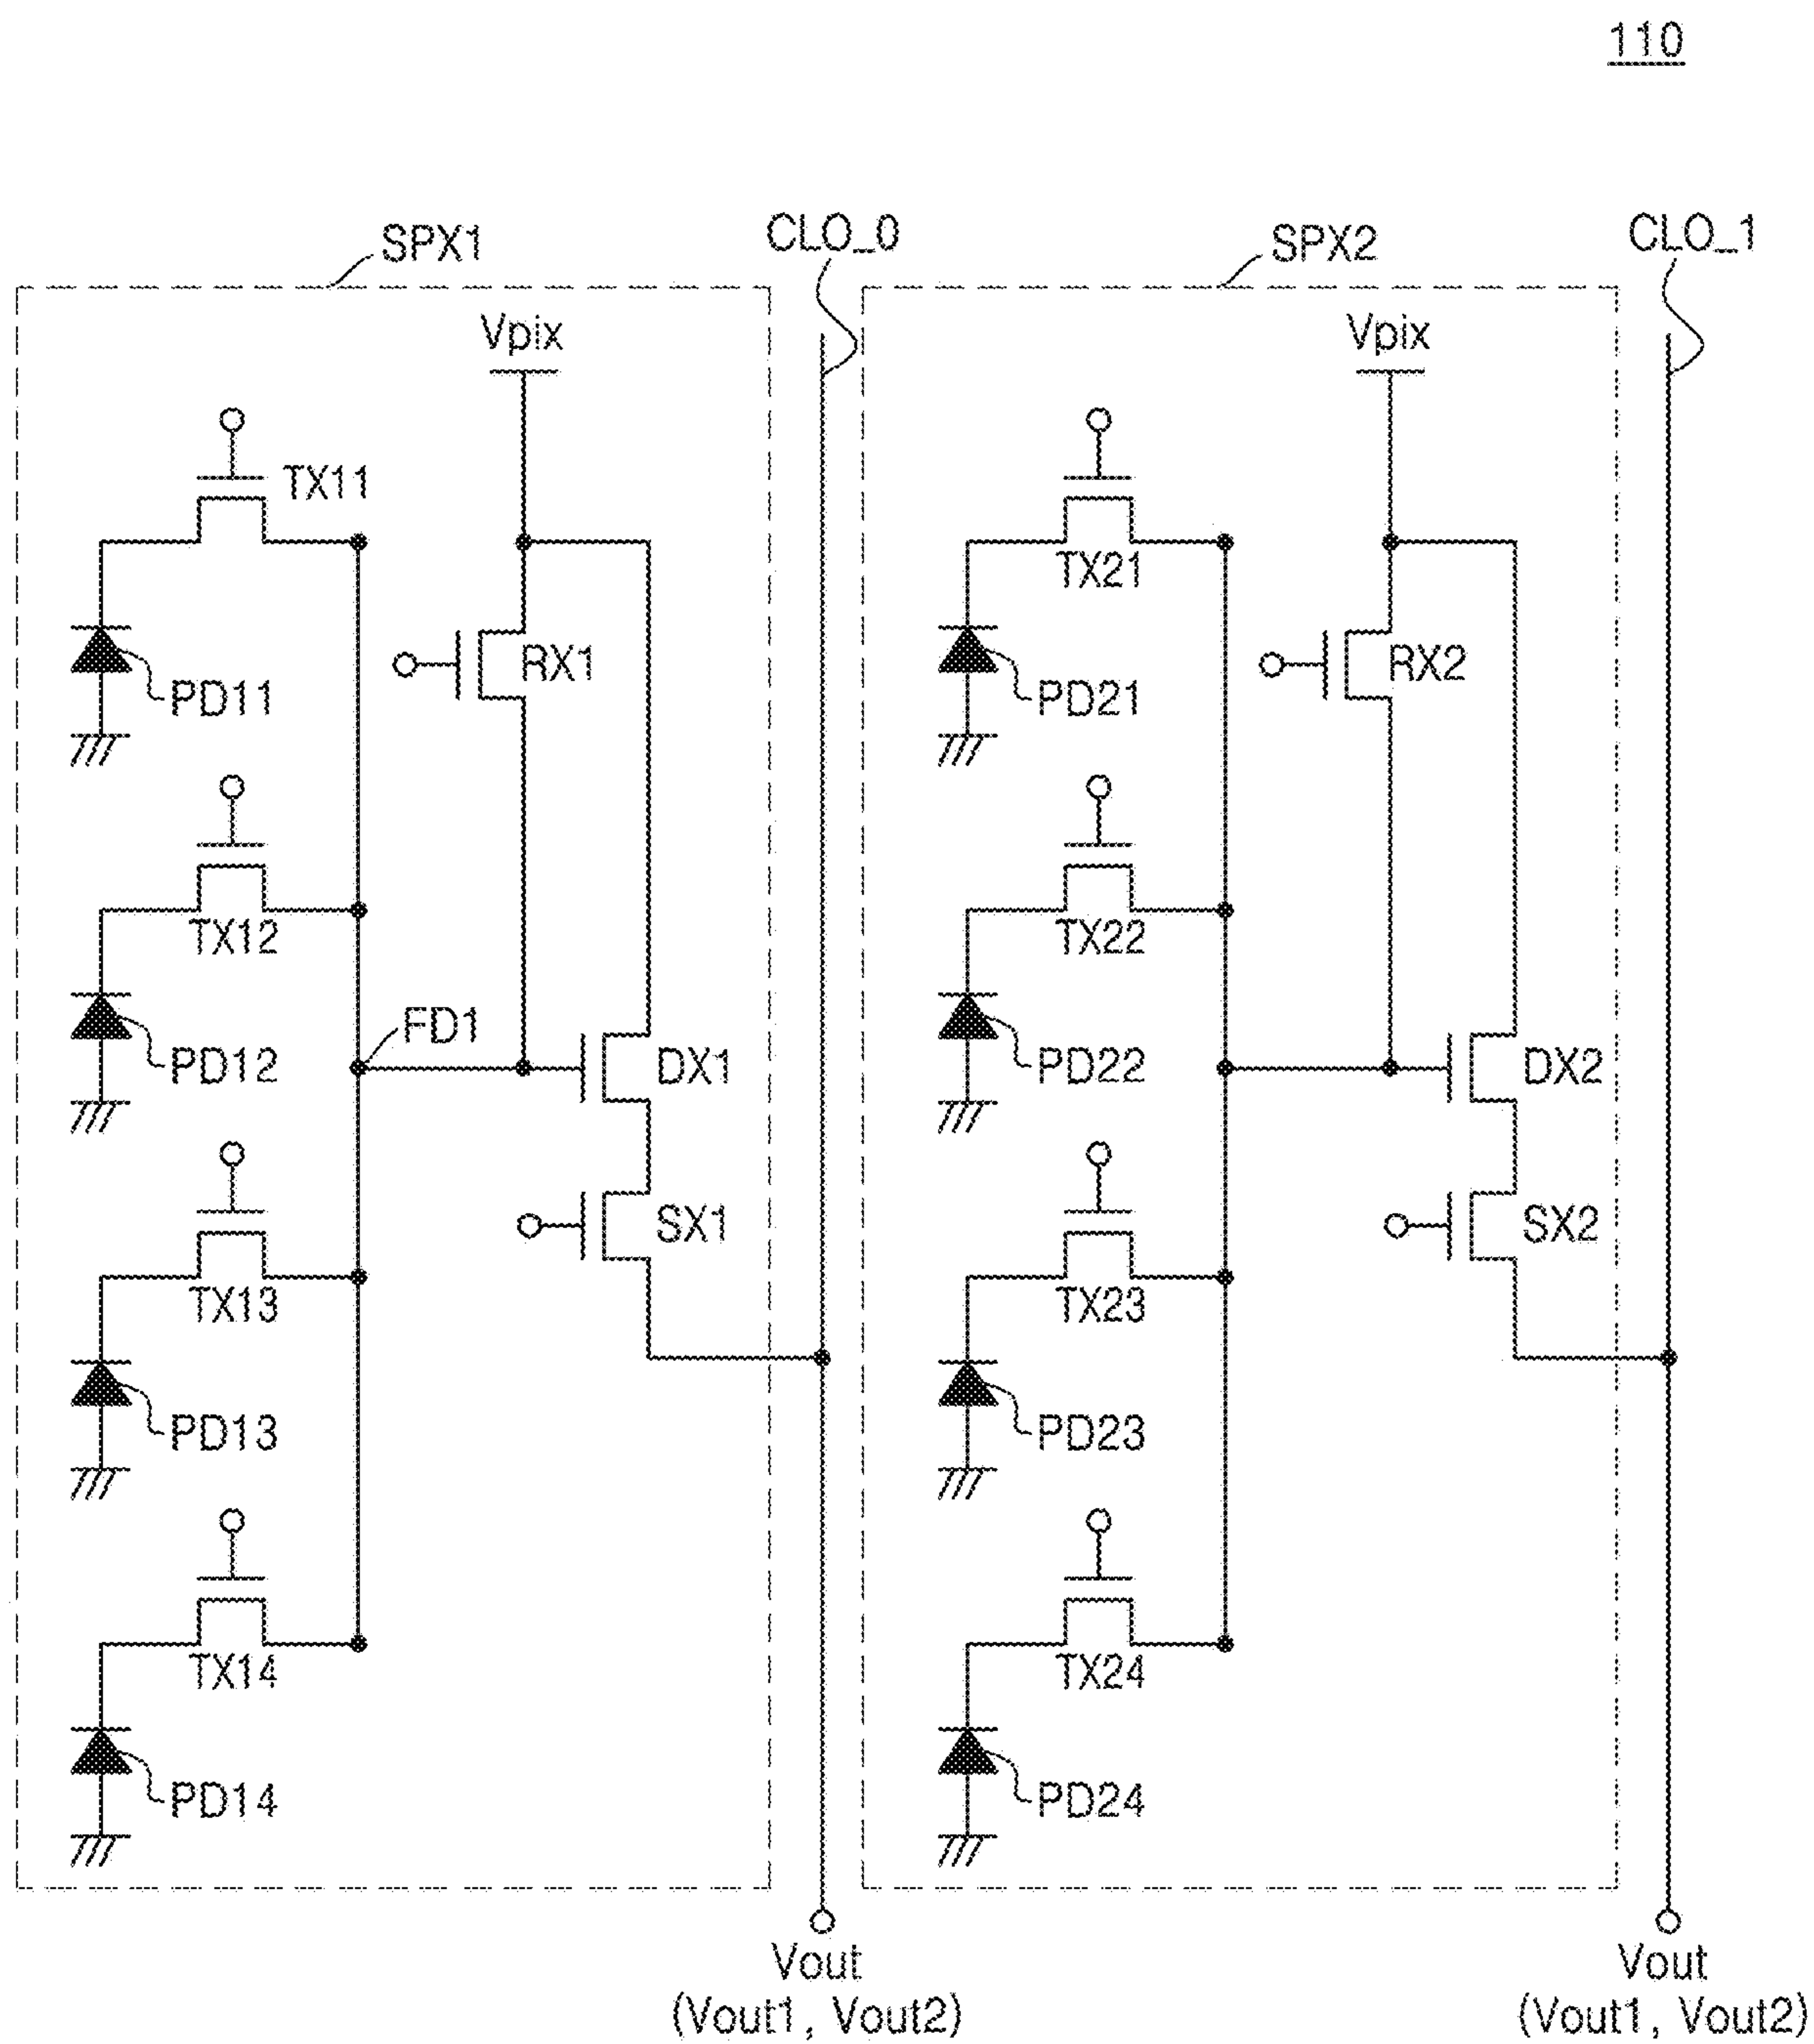 110
SPX1
CLO_0
SPX2
CLO_1
Vpix
Vpix
TX11
TX21
RX1
RX2
PD11
PD21
TX12
TX22
FD1
PD12
DX1
PD22
DX2
SX1
SX2
TX13
TX23
PD13
PD23
TX14
TX24
PD14
PD24
Vout
(Vout1, Vout2)
Vout
(Vout1, Vout2)